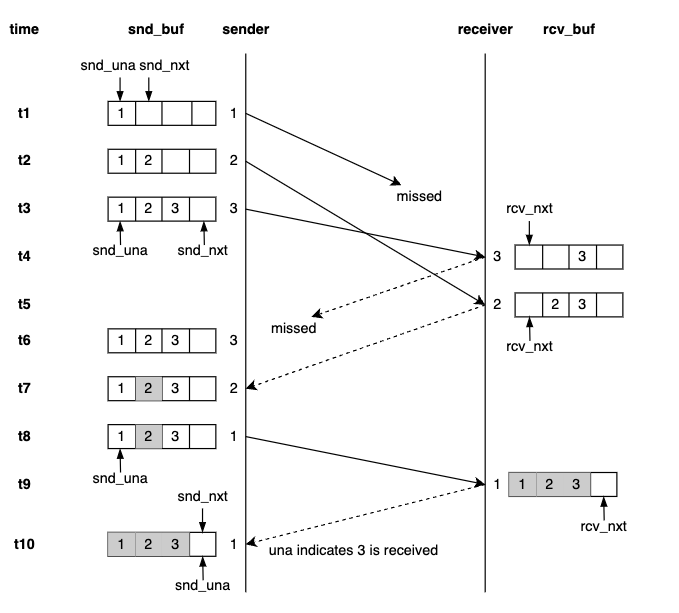 time snd_buf sender receiver rcv_buf
snd_una snd_nxt
t1 1 1
t2 1 2 2
missed
t3 1 2 3 3
rcv_nxt
snd_una snd_nxt
t4 3 3
t5 2 2 3
missed
t6 1 2 3 3
rcv_nxt
t7 1 2 3 2
t8 1 2 3 1
snd_una
t9 1 1 2 3
snd_nxt
rcv_nxt
t10 1 2 3 1
una indicates 3 is received
snd_una